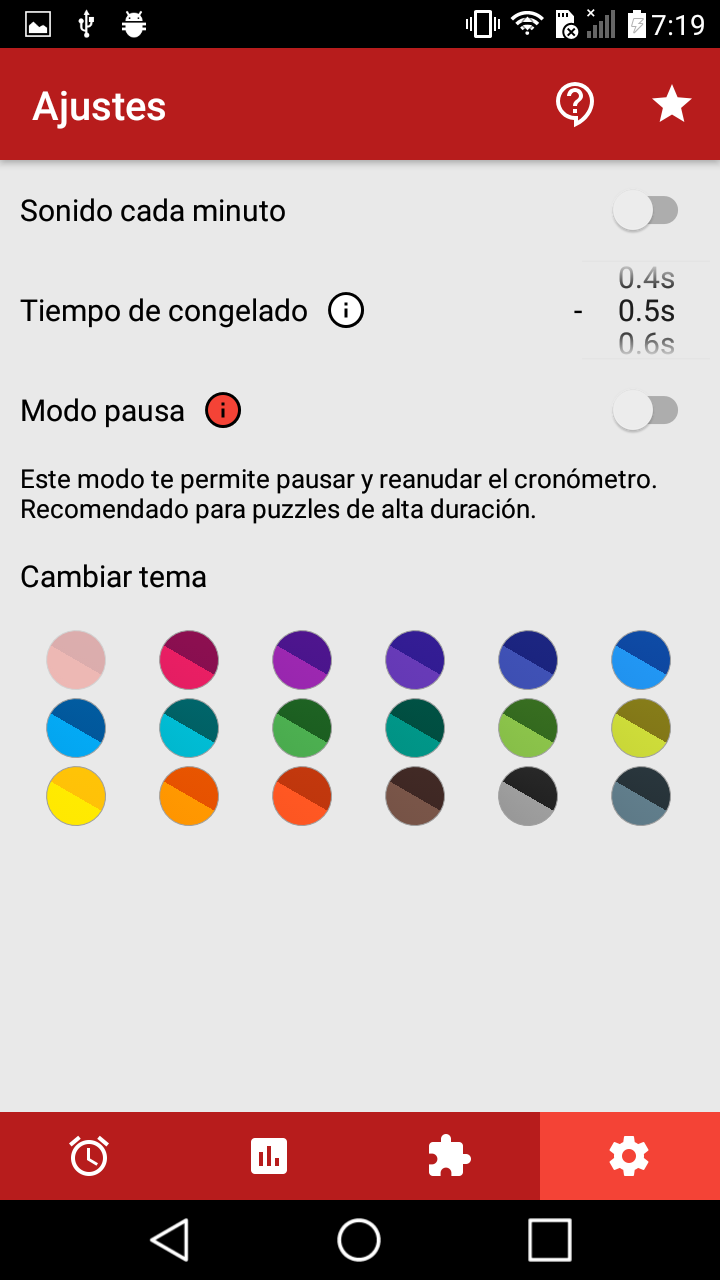 7:19
Ajustes
Sonido cada minuto
0.4s
Tiempo de congelado - 0.5s
0.6s
Modo pausa
Este modo te permite pausar y reanudar el cronómetro.
Recomendado para puzzles de alta duración.
Cambiar tema